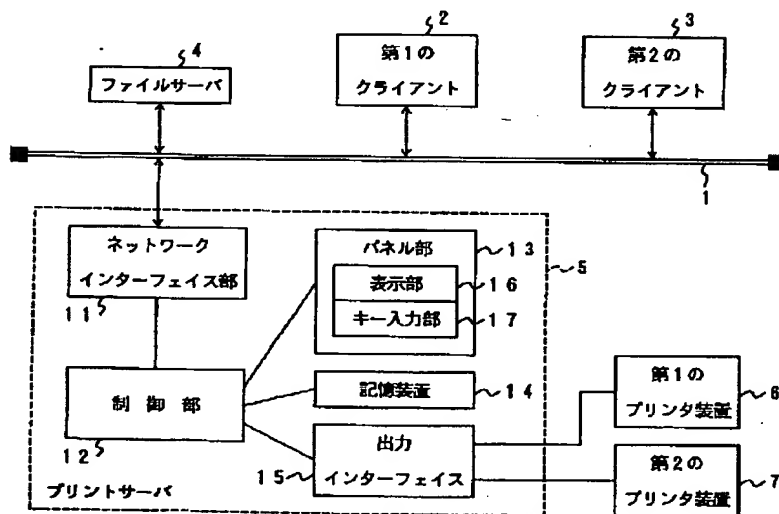 4
ファイルサーバ
2
第1の
クライアント
3
第2の
クライアント
1
ネットワーク
インターフェイス部
11
パネル部
13
表示部
16
キー入力部
17
5
制御部
12
記憶装置
14
出力
インターフェイス
15
プリントサーバ
第1の
プリンタ装置
6
第2の
プリンタ装置
7